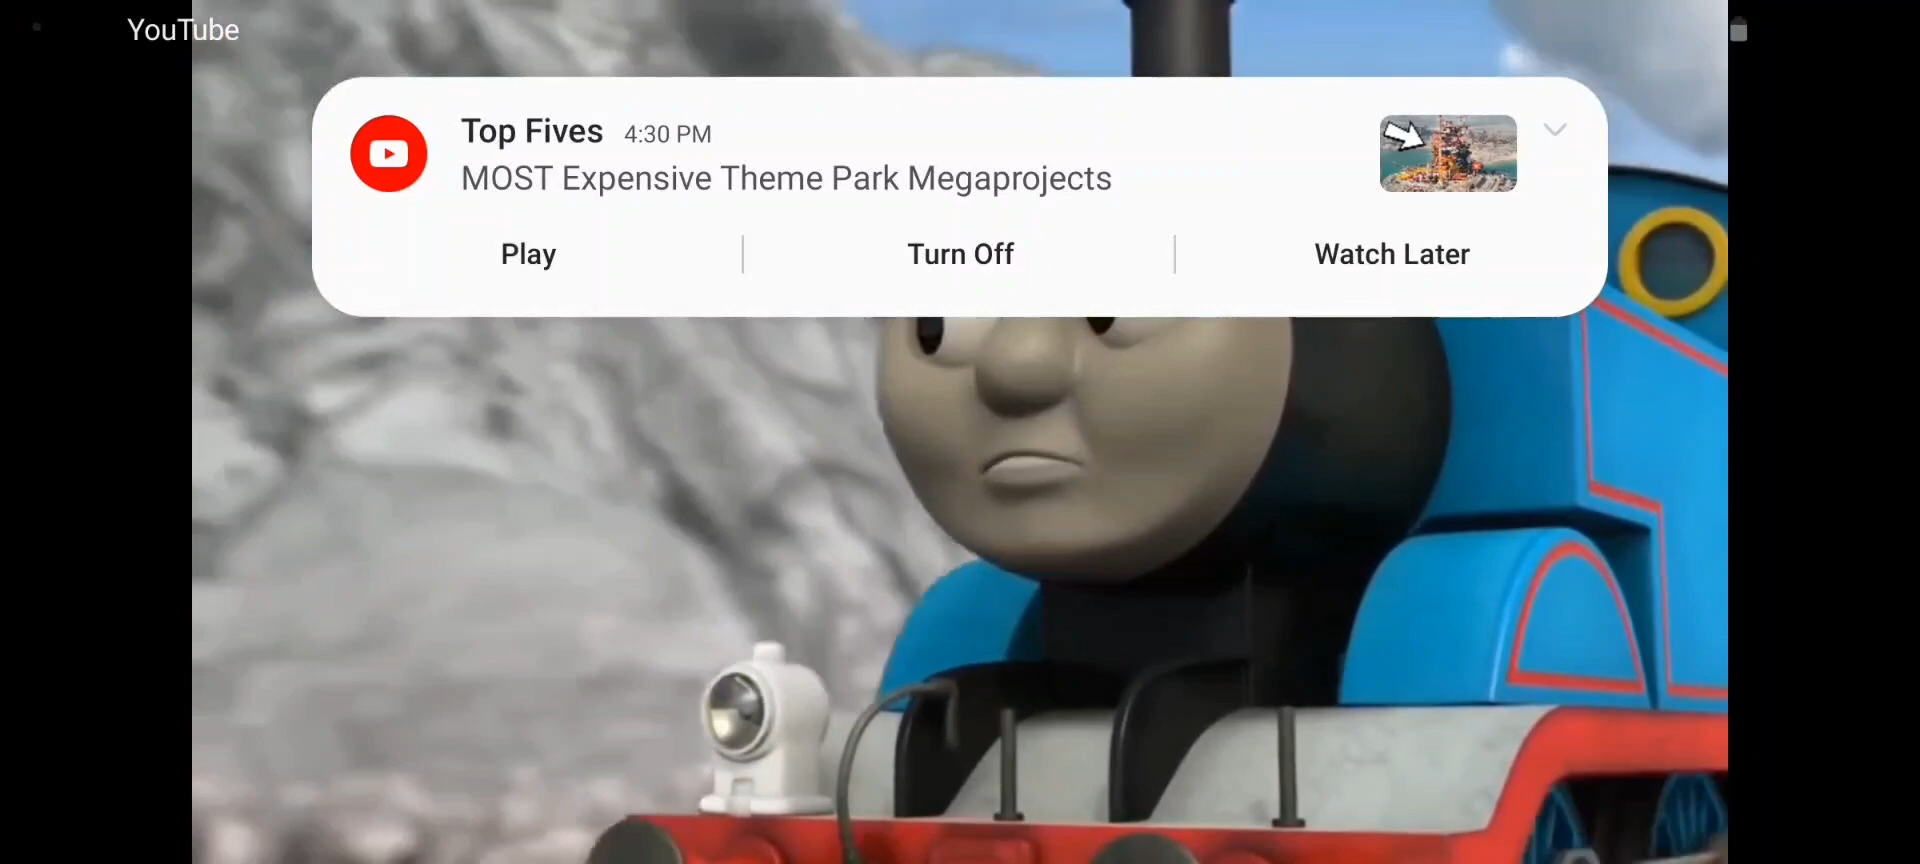 YouTube
Top Fives 4:30 PM
MOST Expensive Theme Park Megaprojects
Play
Turn Off
Watch Later